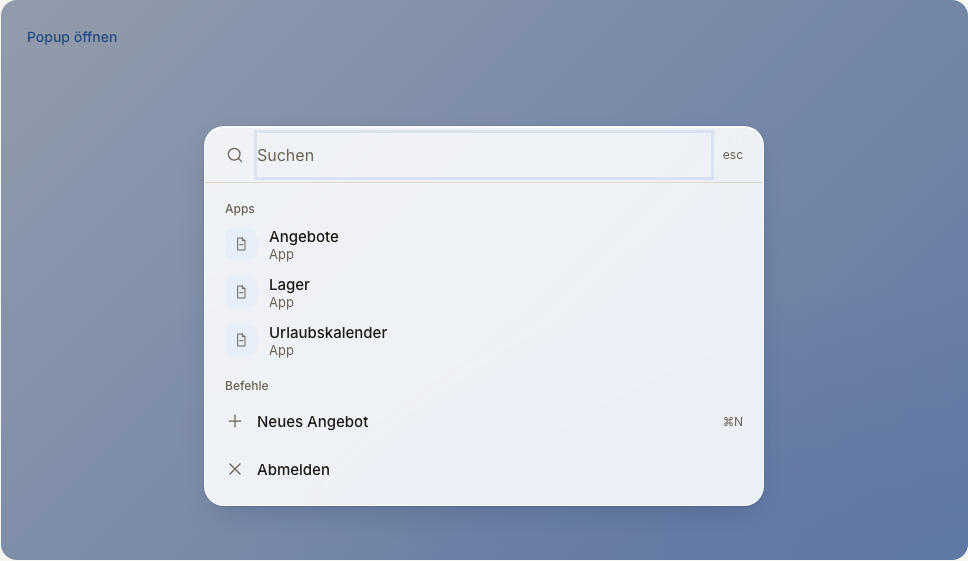 Popup öffnen
Suchen
esc
Apps
Angebote
App
Lager
App
Urlaubskalender
App
Befehle
Neues Angebot
⌘N
Abmelden